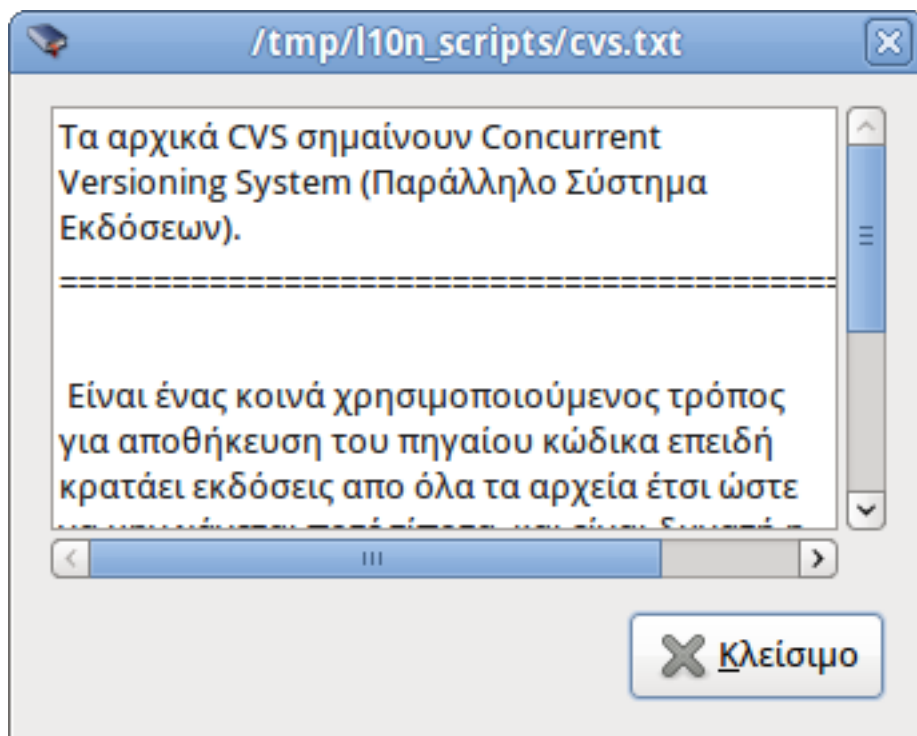 /tmp/l10n_scripts/cvs.txt
Τα αρχικά CVS σημαίνουν Concurrent
Versioning System (Παράλληλο Σύστημα
Εκδόσεων).
==========================================
Είναι ένας κοινά χρησιμοποιούμενος τρόπος
για αποθήκευση του πηγαίου κώδικα επειδή
κρατάει εκδόσεις απο όλα τα αρχεία έτσι ώστε
Κλείσιμο